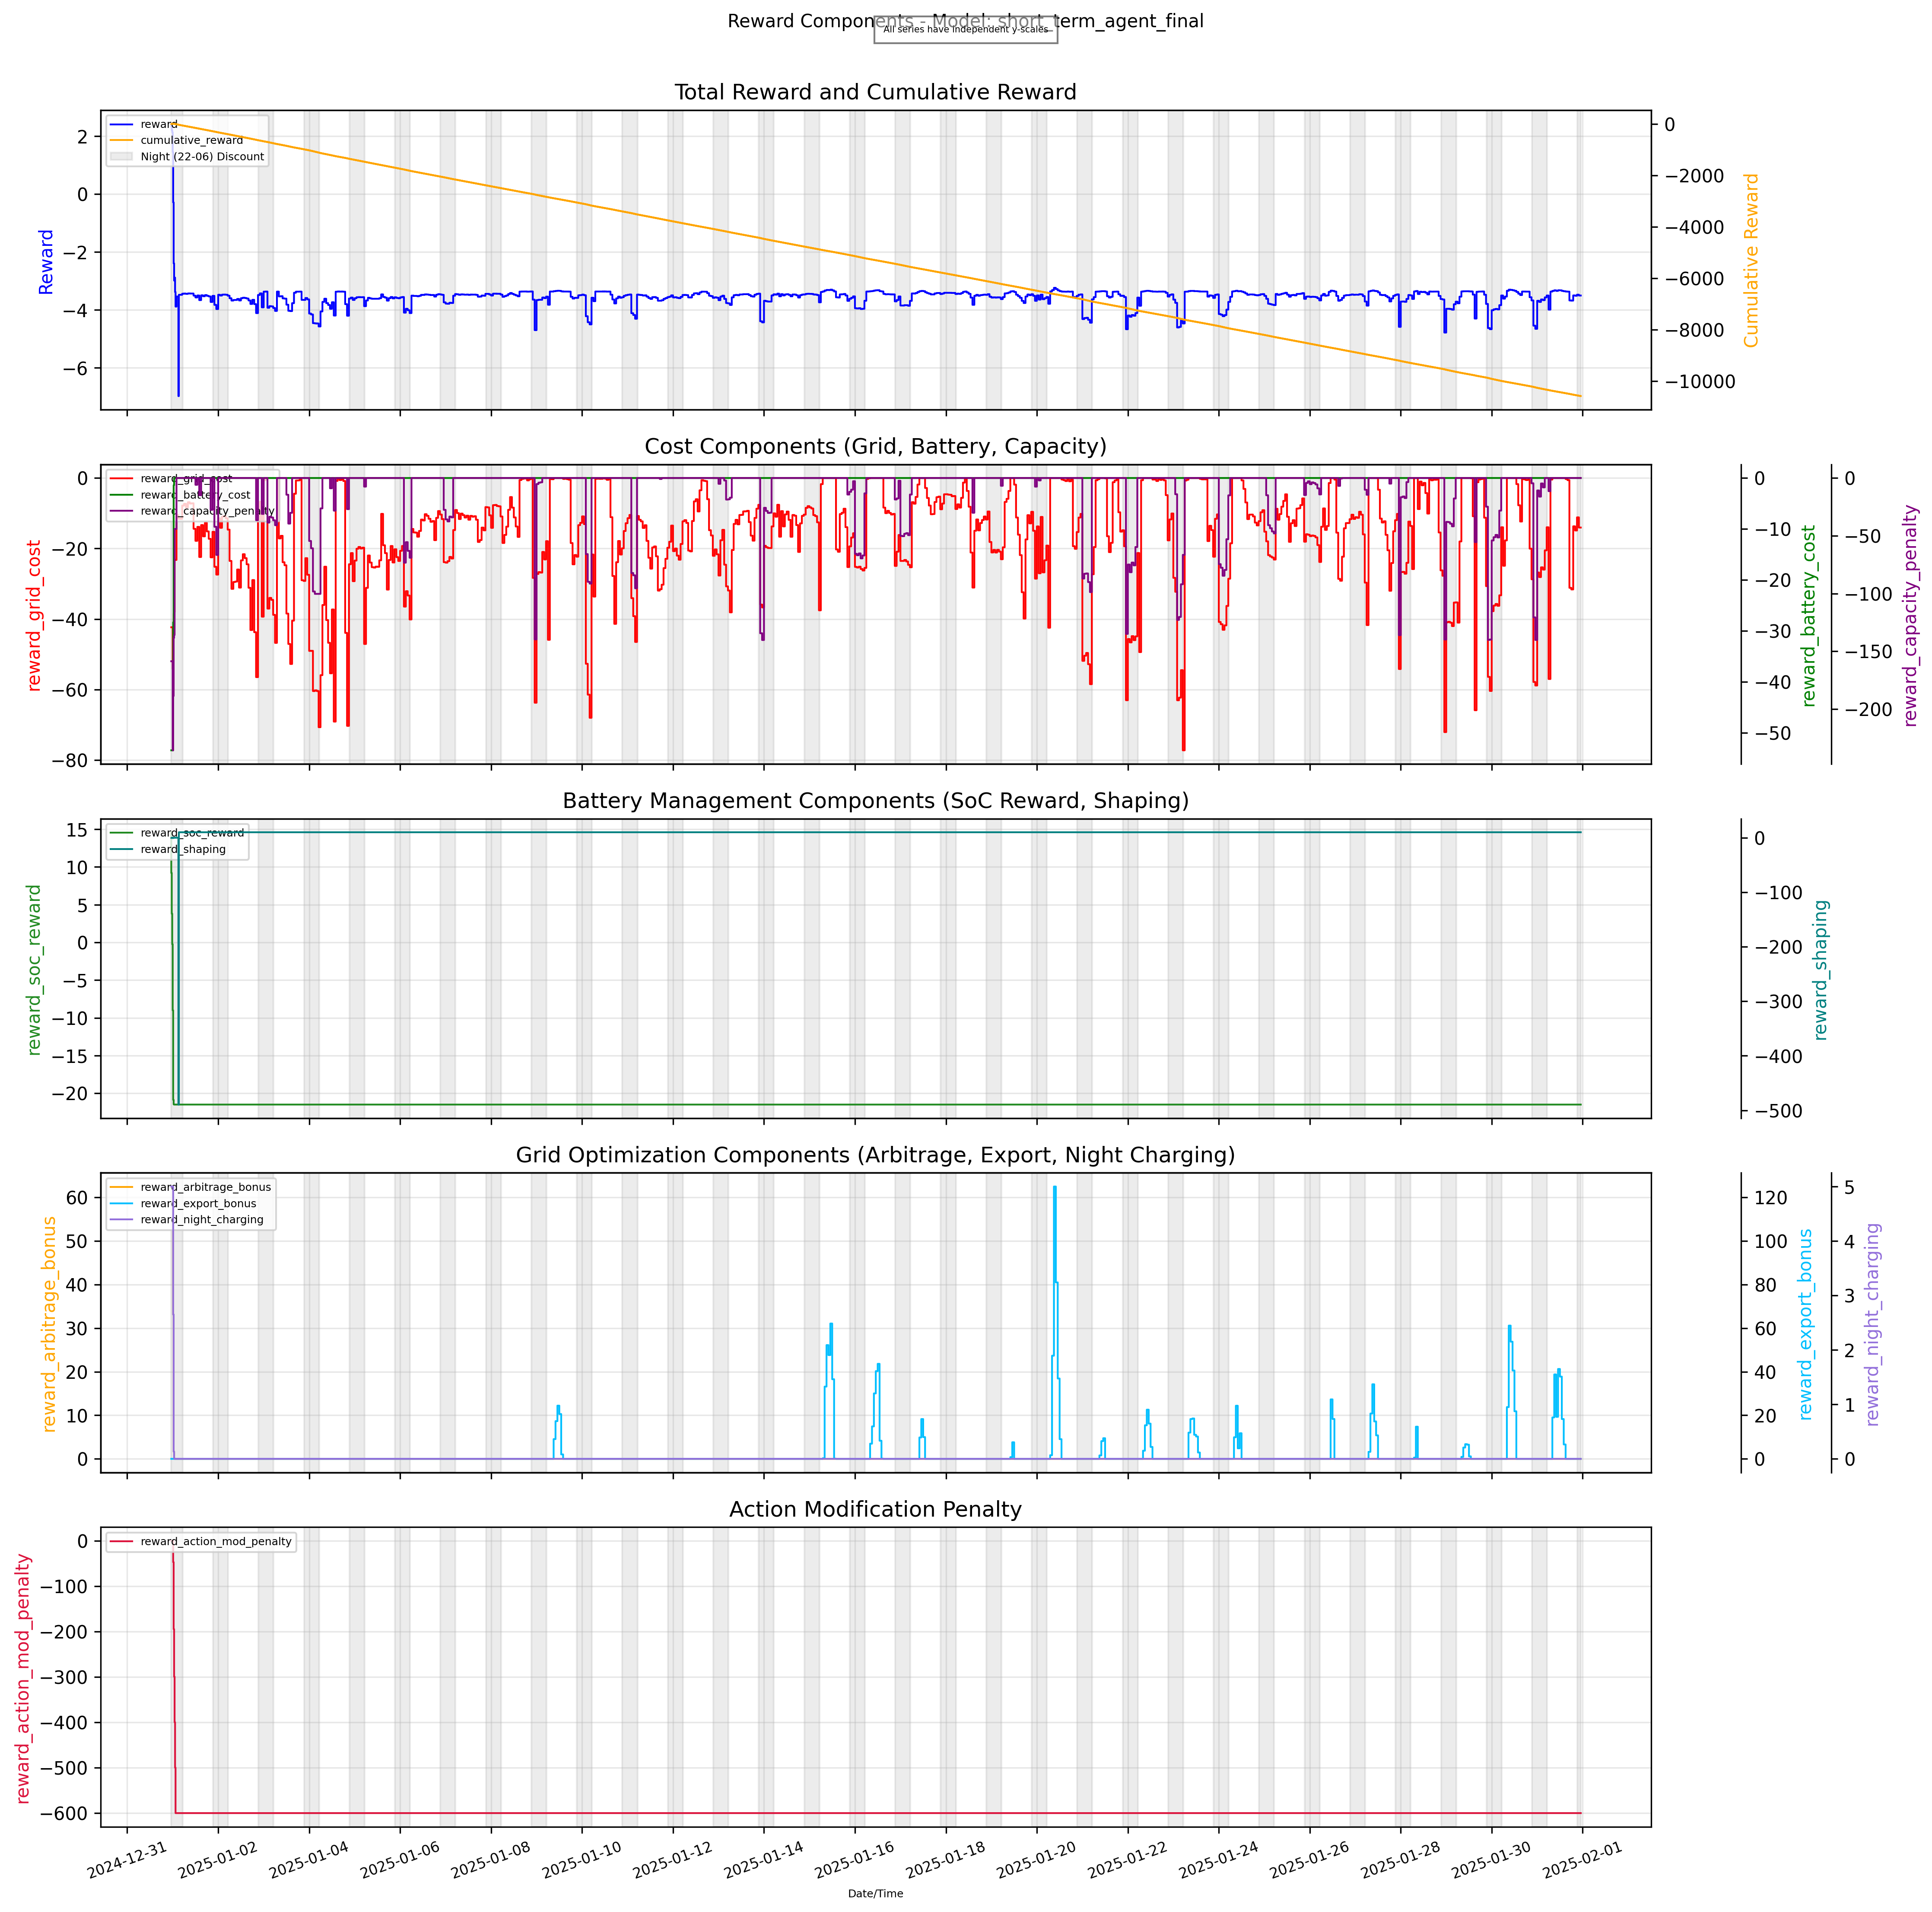 Reward Components - Model: short_term_agent_final
All series have independent y-scales
Total Reward and Cumulative Reward
reward
cumulative_reward
Night (22-06) Discount
2
0
−2
−4
−6
Reward
0
−2000
−4000
−6000
−8000
−10000
Cumulative Reward
Cost Components (Grid, Battery, Capacity)
reward_grid_cost
reward_battery_cost
reward_capacity_penalty
0
−20
−40
−60
−80
reward_grid_cost
0
−10
−20
−30
−40
−50
reward_battery_cost
0
−50
−100
−150
−200
reward_capacity_penalty
Battery Management Components (SoC Reward, Shaping)
reward_soc_reward
reward_shaping
15
10
5
0
−5
−10
−15
−20
reward_soc_reward
0
−100
−200
−300
−400
−500
reward_shaping
Grid Optimization Components (Arbitrage, Export, Night Charging)
reward_arbitrage_bonus
reward_export_bonus
reward_night_charging
60
50
40
30
20
10
0
reward_arbitrage_bonus
120
100
80
60
40
20
0
reward_export_bonus
5
4
3
2
1
0
reward_night_charging
Action Modification Penalty
reward_action_mod_penalty
0
−100
−200
−300
−400
−500
−600
reward_action_mod_penalty
2024-12-31
2025-01-02
2025-01-04
2025-01-06
2025-01-08
2025-01-10
2025-01-12
2025-01-14
2025-01-16
2025-01-18
2025-01-20
2025-01-22
2025-01-24
2025-01-26
2025-01-28
2025-01-30
2025-02-01
Date/Time